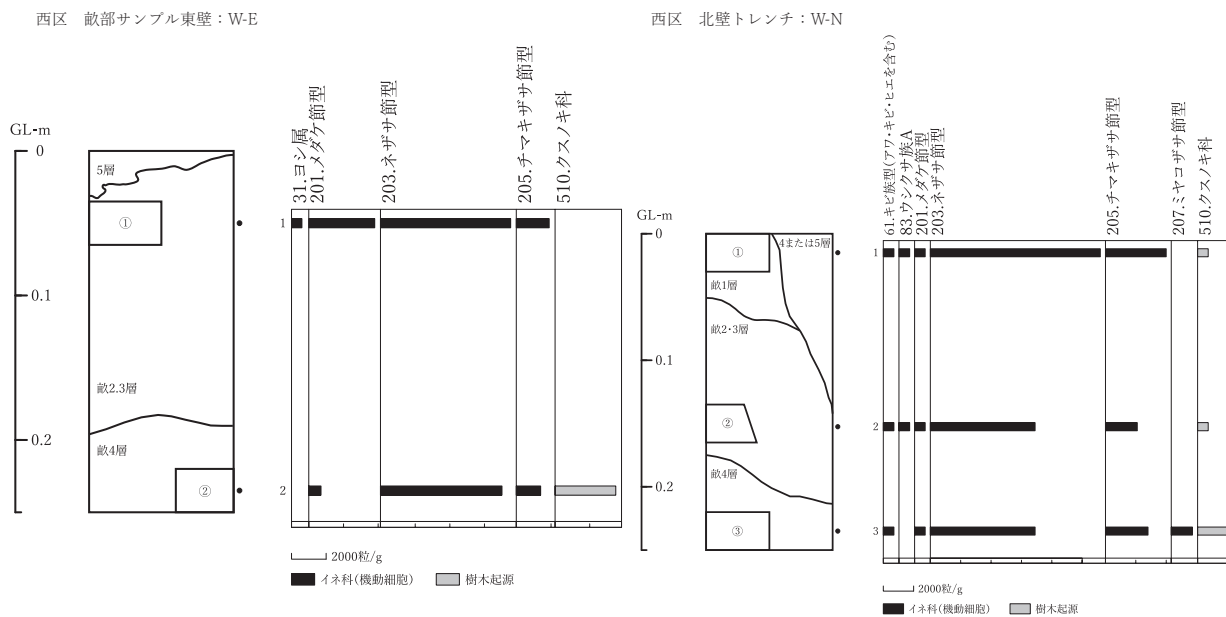 西区　畝部サンプル東壁：W-E
GL-m
0
0.1
0.2
5層
①
畝2.3層
畝4層
②
31.ヨシ属
201.メダケ節型
203.ネザサ節型
205.チマキザサ節型
510.クスノキ科
1
2
2000粒/g
イネ科(機動細胞)
樹木起源
西区　北壁トレンチ：W-N
GL-m
0
0.1
0.2
①
4または5層
畝1層
畝2・3層
②
畝4層
③
61.キビ族型(アワ・キビ・ヒエを含む)
83.ウシクサ族A
201.メダケ節型
203.ネザサ節型
205.チマキザサ節型
207.ミヤコザサ節型
510.クスノキ科
1
2
3
2000粒/g
イネ科(機動細胞)
樹木起源